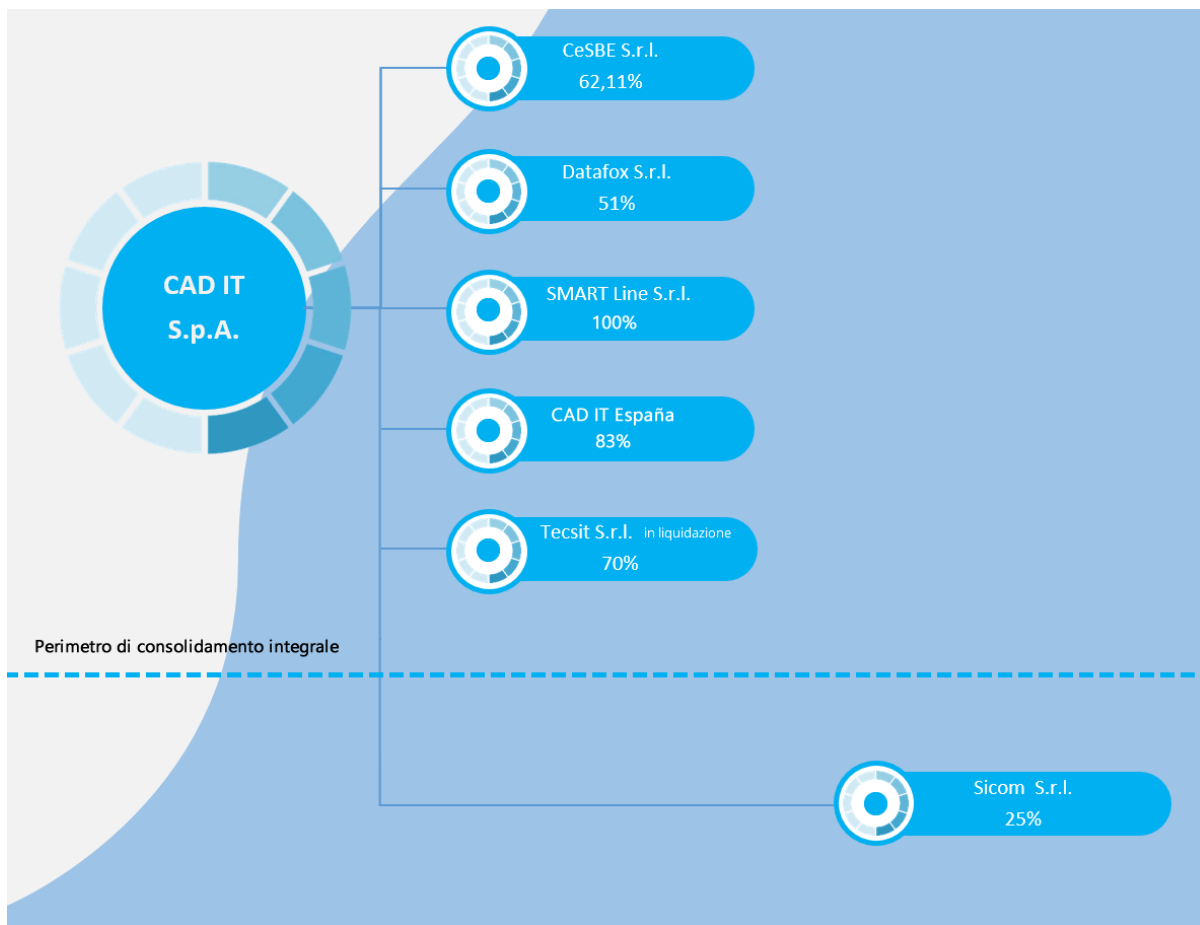 CeSBE S.r.l.
62,11%
Datafox S.r.l.
51%
CAD IT
S.p.A.
SMART Line S.r.l.
100%
CAD IT España
83%
Tecsit S.r.l. in liquidazione
70%
Perimetro di consolidamento integrale
Sicom S.r.l.
25%